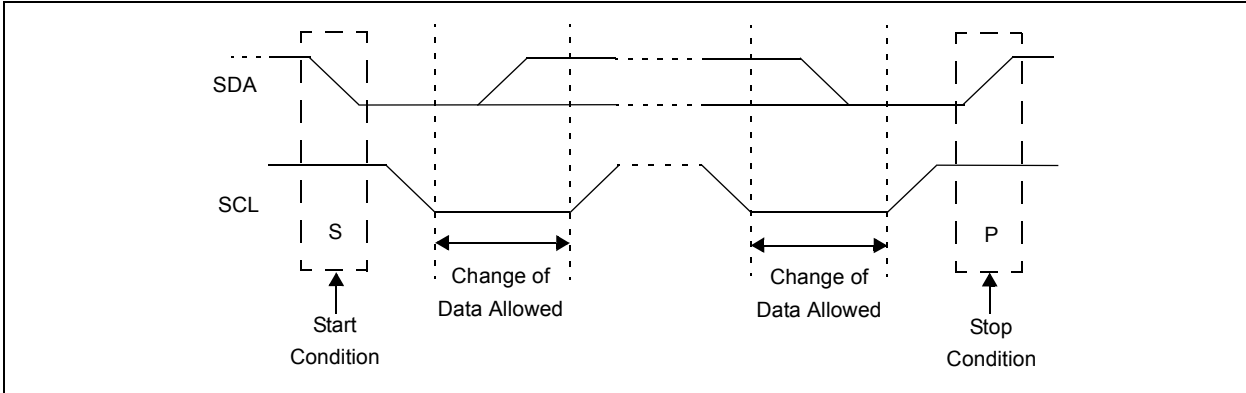 SDA
SCL
S
P
Change of
Data Allowed
Change of
Data Allowed
Start
Condition
Stop
Condition